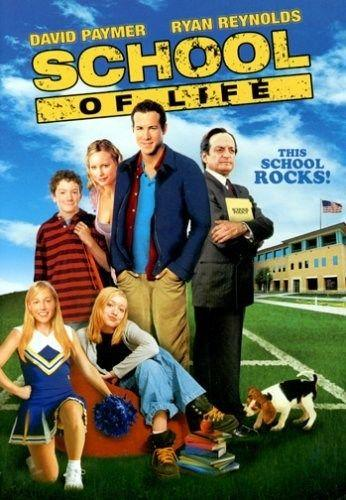 DAVID PAYMER RYAN REYNOLDS
SCHOOL
OF LIFE
THIS
SCHOOL
ROCKS!